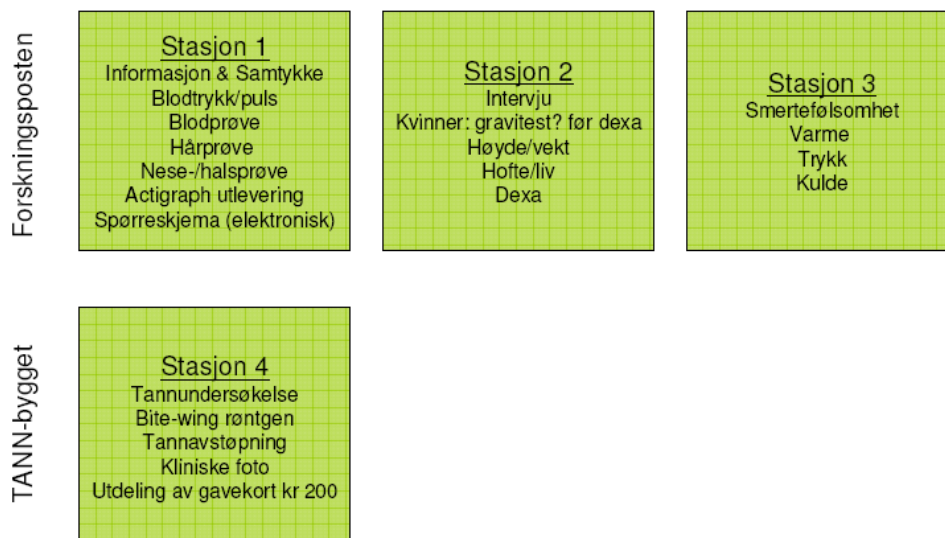 Forskningsposten
Stasjon 1
Informasjon & Samtykke
Blodtrykk/puls
Blodprøve
Hårprøve
Nese-/halsprøve
Actigraph utlevering
Spørreskjema (elektronisk)
Stasjon 2
Intervju
Kvinner: gravitest? før dexa
Høyde/vekt
Hofte/liv
Dexa
Stasjon 3
Smertefølsomhet
Varme
Trykk
Kulde
TANN-bygget
Stasjon 4
Tannundersøkelse
Bite-wing røntgen
Tannavstøpning
Kliniske foto
Utdeling av gavekort kr 200